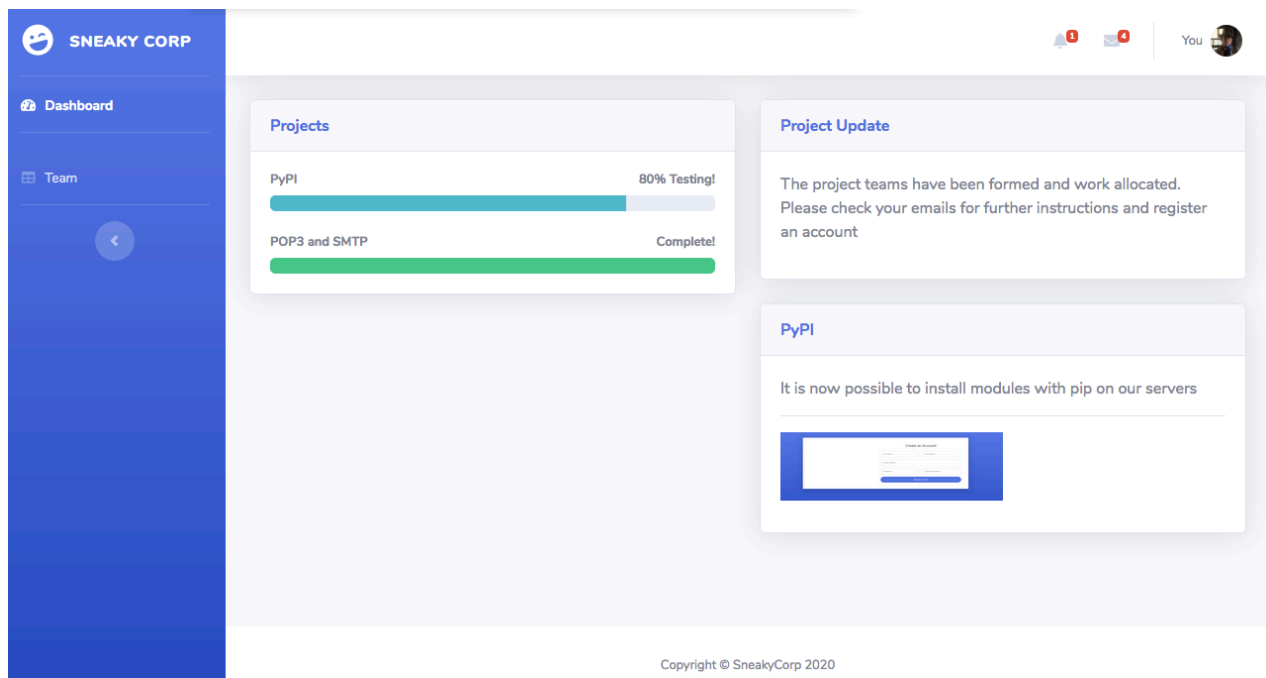 SNEAKY CORP
1
4
You
Dashboard
Team
Projects
PyPI
80% Testing!
POP3 and SMTP
Complete!
Project Update
The project teams have been formed and work allocated.
Please check your emails for further instructions and register
an account
PyPI
It is now possible to install modules with pip on our servers
Create an Account!
Copyright © SneakyCorp 2020